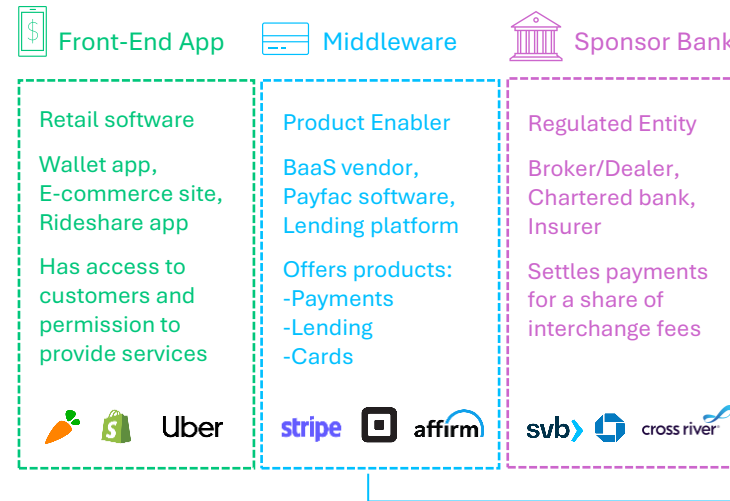 $
Front-End App
Middleware
Sponsor Bank
Retail software
Wallet app,
E-commerce site,
Rideshare app
Has access to
customers and
permission to
provide services
Uber
Product Enabler
BaaS vendor,
Payfac software,
Lending platform
Offers products:
-Payments
-Lending
-Cards
stripe
affirm
Regulated Entity
Broker/Dealer,
Chartered bank,
Insurer
Settles payments
for a share of
interchange fees
svb
cross river